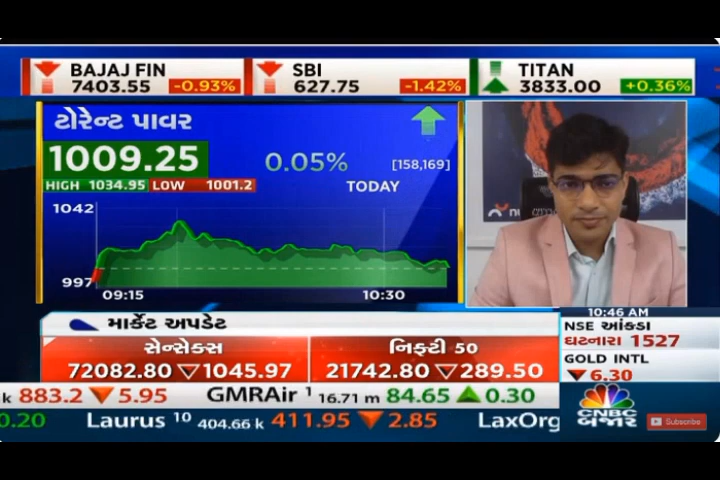 BAJAJ FIN
7403.55 -0.93%
SBI
627.75 -1.42%
TITAN
3833.00 +0.36%
ટોરેન્ટ પાવર
1009.25 0.05% [158,169]
HIGH 1034.95 LOW 1001.2 TODAY
1042
997
09:15 10:30
10:46 AM
માર્કેટ અપડેટ
સેન્સેક્સ
72082.80 ▽1045.97
નિફ્ટી 50
21742.80 ▽289.50
NSE આંકડા
ઘટનારા 1527
GOLD INTL
▼ 6.30
k 883.2 ▼ 5.95 GMRAir 16.71 m 84.65 ▲ 0.30
0.20 Laurus 10 404.66 k 411.95 ▼ 2.85 LaxOrg
CNBC
બજાર
Subscribe